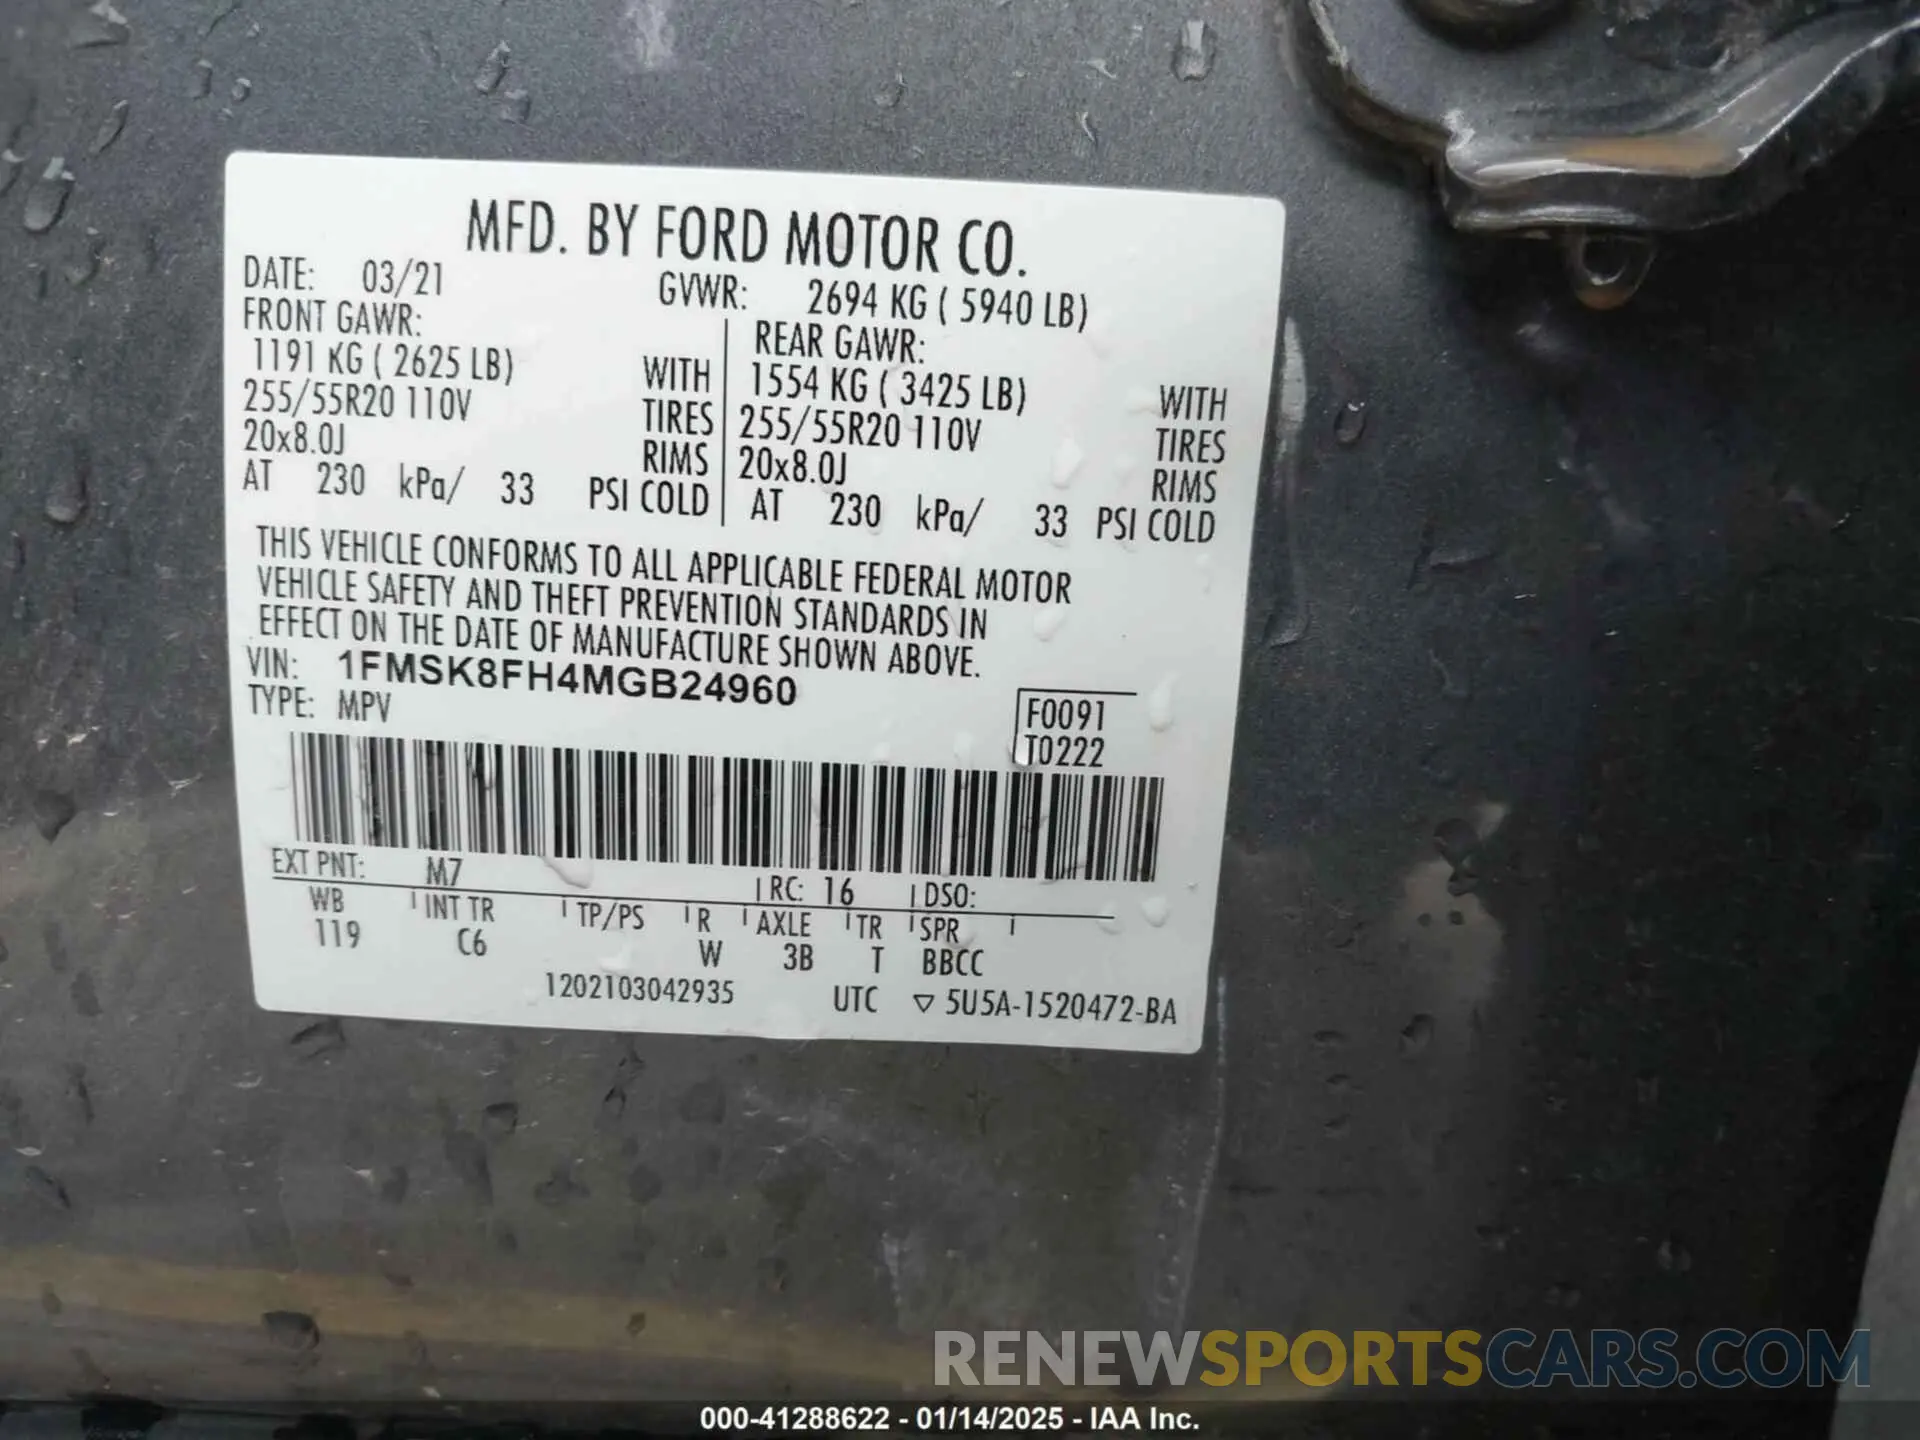 MFD. BY FORD MOTOR CO.
DATE: 03/21 GVWR: 2694 KG ( 5940 LB)
FRONT GAWR: REAR GAWR:
1191 KG ( 2625 LB) WITH 1554 KG ( 3425 LB) WITH
255/55R20 110V TIRES 255/55R20 110V TIRES
20x8.0J RIMS 20x8.0J RIMS
AT 230 kPa/ 33 PSI COLD AT 230 kPa/ 33 PSI COLD
THIS VEHICLE CONFORMS TO ALL APPLICABLE FEDERAL MOTOR
VEHICLE SAFETY AND THEFT PREVENTION STANDARDS IN
EFFECT ON THE DATE OF MANUFACTURE SHOWN ABOVE.
VIN: 1FMSK8FH4MGB24960
TYPE: MPV F0091
T0222
EXT PNT: M7 RC: 16 DSO:
WB INT TR TP/PS R AXLE TR SPR
119 C6 W 3B T BBCC
1202103042935 UTC ▽ 5U5A-1520472-BA
RENEWSPORTSCARS.COM
000-41288622 - 01/14/2025 - IAA Inc.